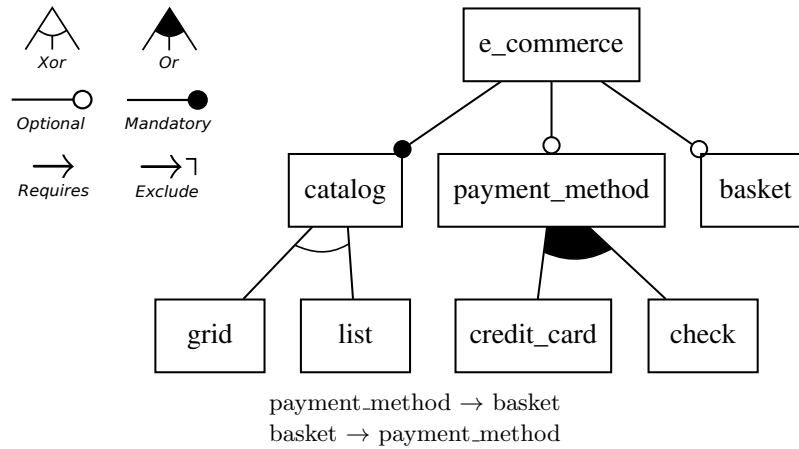 Xor
Or
Optional
Mandatory
Requires
Exclude
e_commerce
catalog
payment_method
basket
grid
list
credit_card
check
payment_method → basket
basket → payment_method